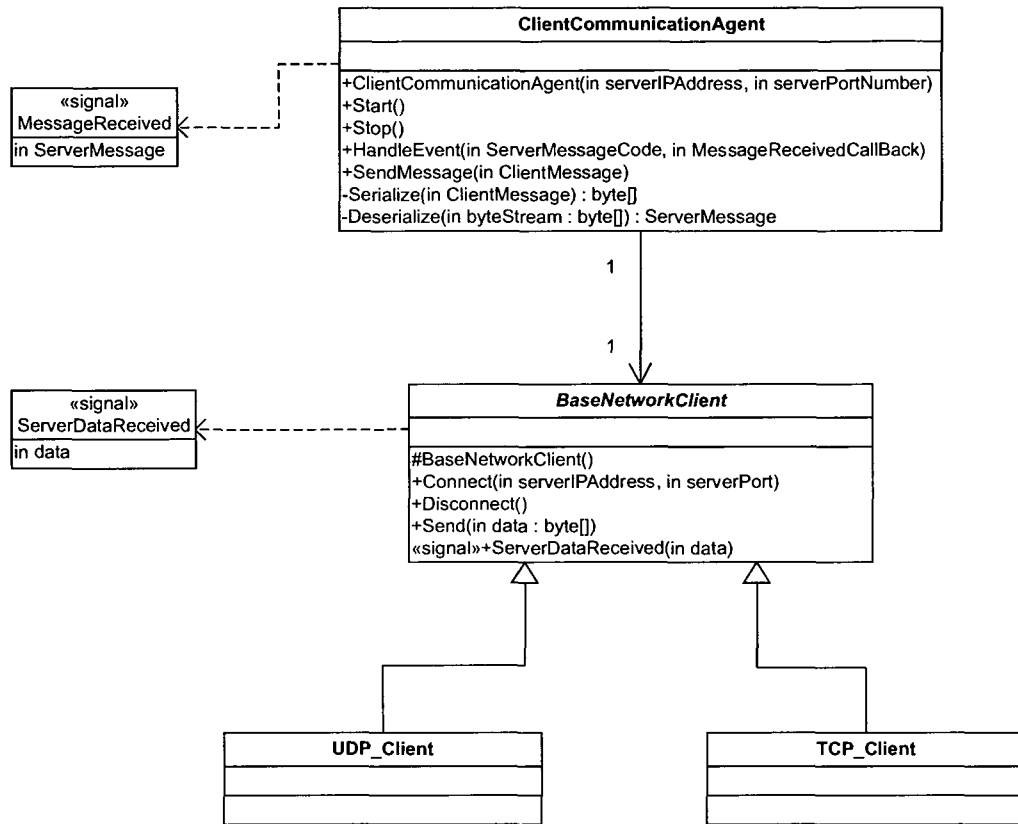 ClientCommunicationAgent
+ClientCommunicationAgent(in serverIPAddress, in serverPortNumber)
+Start()
+Stop()
+HandleEvent(in ServerMessageCode, in MessageReceivedCallBack)
+SendMessage(in ClientMessage)
-Serialize(in ClientMessage) : byte[]
-Deserialize(in byteStream : byte[]) : ServerMessage
«signal»
MessageReceived
in ServerMessage
1
1
«signal»
ServerDataReceived
in data
BaseNetworkClient
#BaseNetworkClient()
+Connect(in serverIPAddress, in serverPort)
+Disconnect()
+Send(in data : byte[])
«signal»+ServerDataReceived(in data)
UDP_Client
TCP_Client